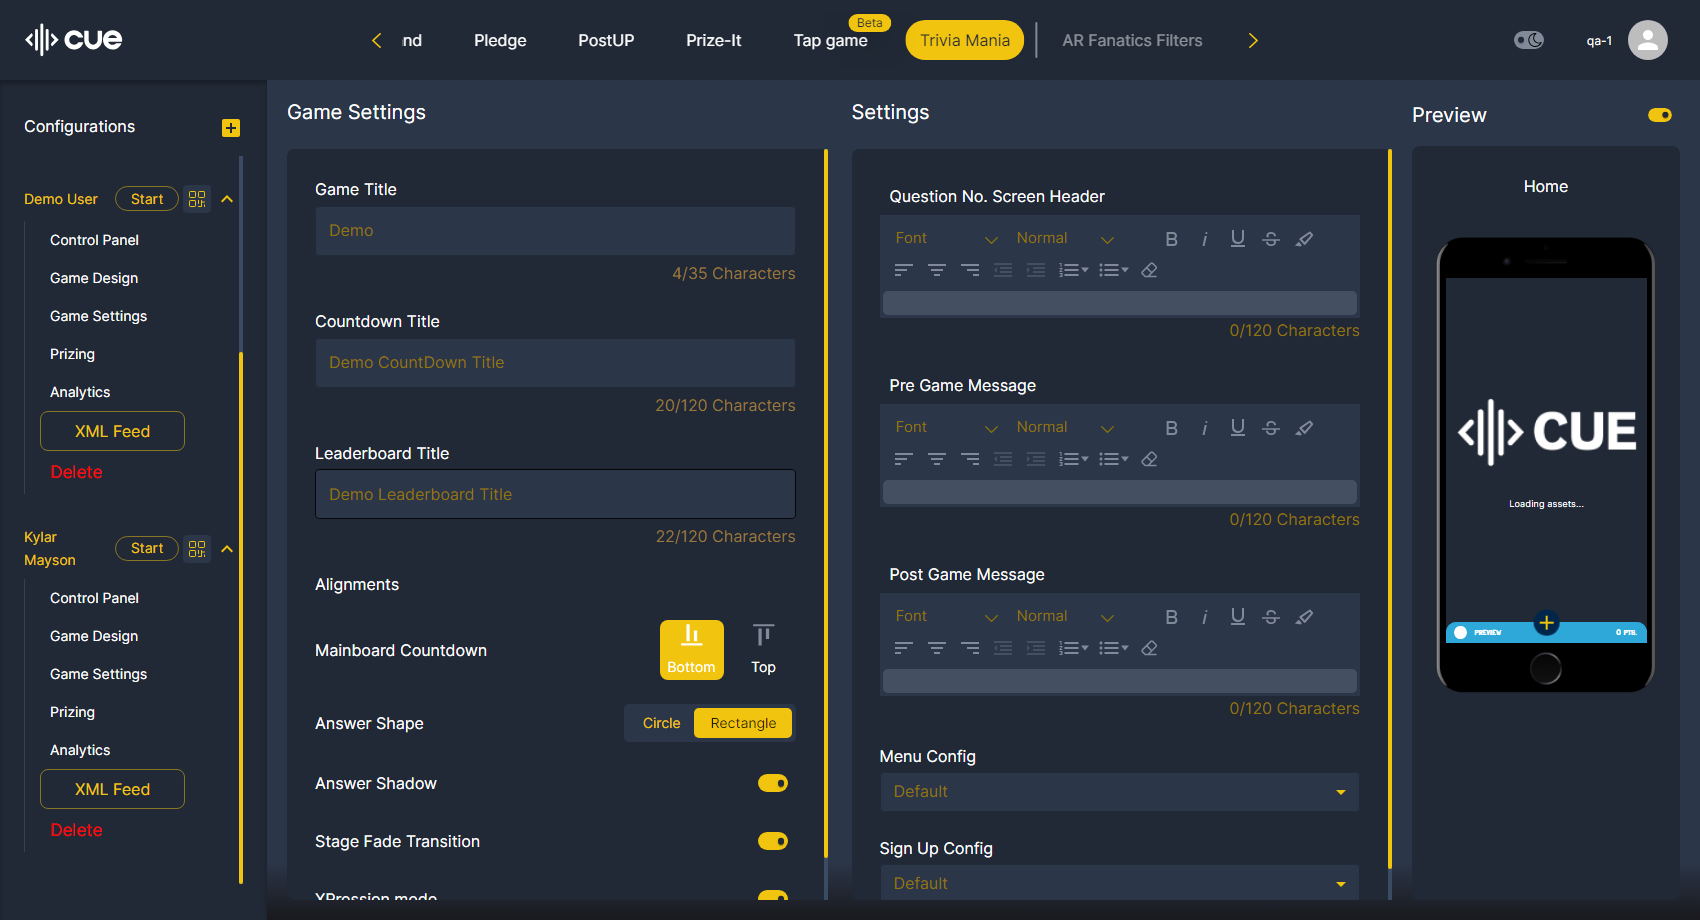 cue
nd
Pledge
PostUP
Prize-It
Tap game
Beta
Trivia Mania
AR Fanatics Filters
qa-1
Configurations
Demo User
Start
Control Panel
Game Design
Game Settings
Prizing
Analytics
XML Feed
Delete
Kylar
Mayson
Start
Control Panel
Game Design
Game Settings
Prizing
Analytics
XML Feed
Delete
Game Settings
Game Title
Demo
4/35 Characters
Countdown Title
Demo CountDown Title
20/120 Characters
Leaderboard Title
Demo Leaderboard Title
22/120 Characters
Alignments
Mainboard Countdown
Bottom
Top
Answer Shape
Circle
Rectangle
Answer Shadow
Stage Fade Transition
XPression mode
Settings
Question No. Screen Header
Font
Normal
B i U S
0/120 Characters
Pre Game Message
Font
Normal
B i U S
0/120 Characters
Post Game Message
Font
Normal
B i U S
0/120 Characters
Menu Config
Default
Sign Up Config
Default
Preview
Home
CUE
Loading assets...
PREVIEW
0 PTS.